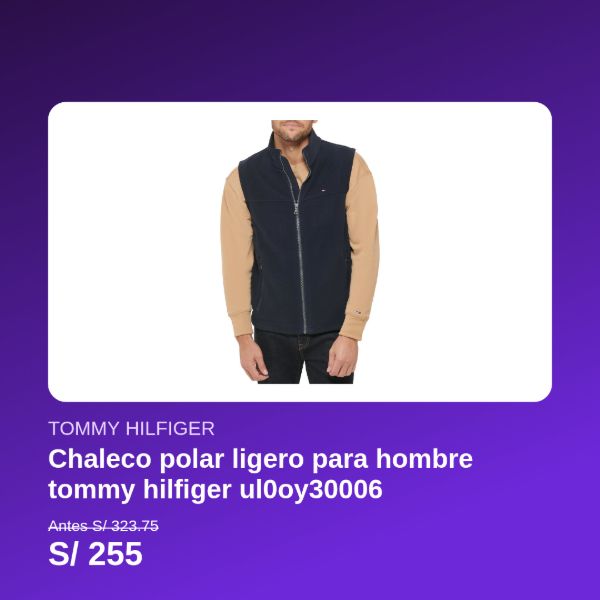 TOMMY HILFIGER
Chaleco polar ligero para hombre
tommy hilfiger ul0oy30006
Antes S/ 323.75
S/ 255